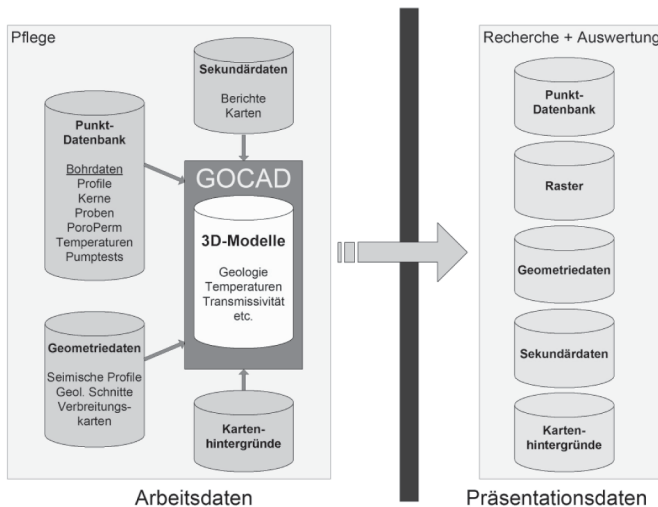 Pflege
Sekundärdaten
Berichte
Karten
Punkt-
Datenbank
Bohrdaten
Profile
Kerne
Proben
PoroPerm
Temperaturen
Pumptests
GOCAD
3D-Modelle
Geologie
Temperaturen
Transmissivität
etc.
Geometriedaten
Seimische Profile
Geol. Schnitte
Verbreitungs-
karten
Karten-
hintergründe
Arbeitsdaten
Recherche + Auswertung
Punkt-
Datenbank
Raster
Geometriedaten
Sekundärdaten
Karten-
hintergründe
Präsentationsdaten